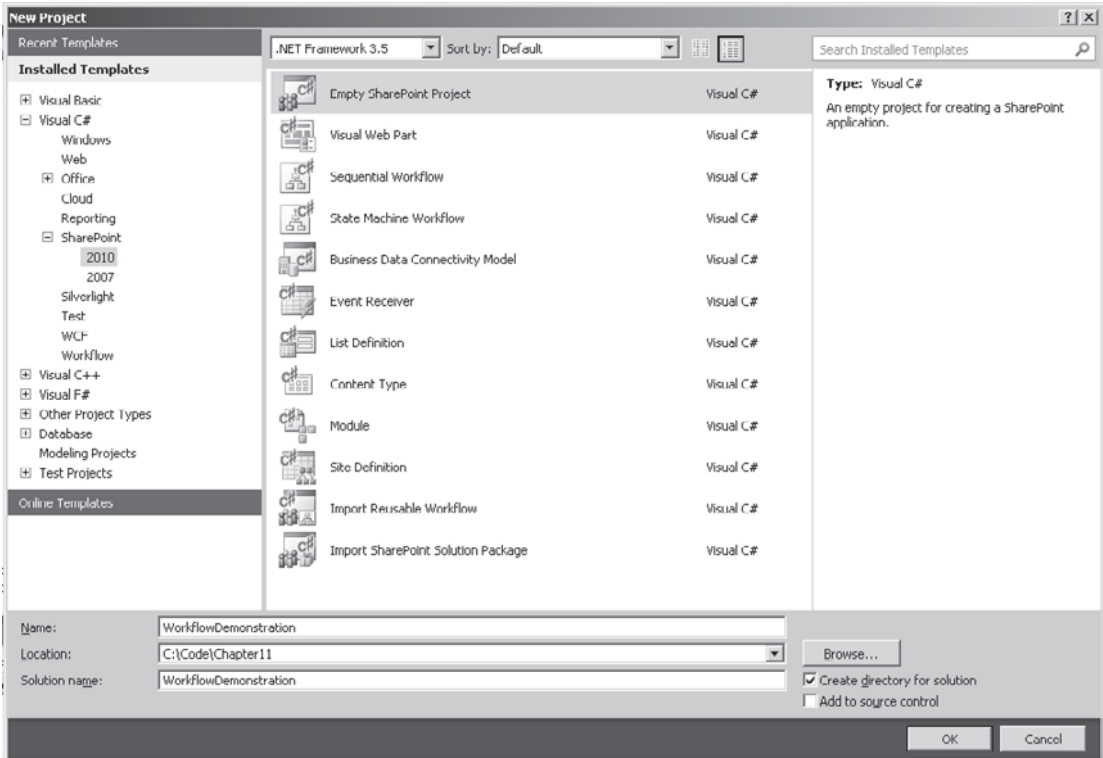 New Project
Recent Templates
Installed Templates
Visual Basic
Visual C#
Windows
Web
Office
Cloud
Reporting
SharePoint
2010
2007
Silverlight
Test
WCF
Workflow
Visual C++
Visual F#
Other Project Types
Database
Modeling Projects
Test Projects
Online Templates
.NET Framework 3.5 Sort by: Default
Empty SharePoint Project Visual C#
Visual Web Part Visual C#
Sequential Workflow Visual C#
State Machine Workflow Visual C#
Business Data Connectivity Model Visual C#
Event Receiver Visual C#
List Definition Visual C#
Content Type Visual C#
Module Visual C#
Site Definition Visual C#
Import Reusable Workflow Visual C#
Import SharePoint Solution Package Visual C#
Search Installed Templates
Type: Visual C#
An empty project for creating a SharePoint
application.
Name: WorkflowDemonstration
Location: C:\Code\Chapter11
Browse...
Solution name: WorkflowDemonstration
Create directory for solution
Add to source control
OK Cancel